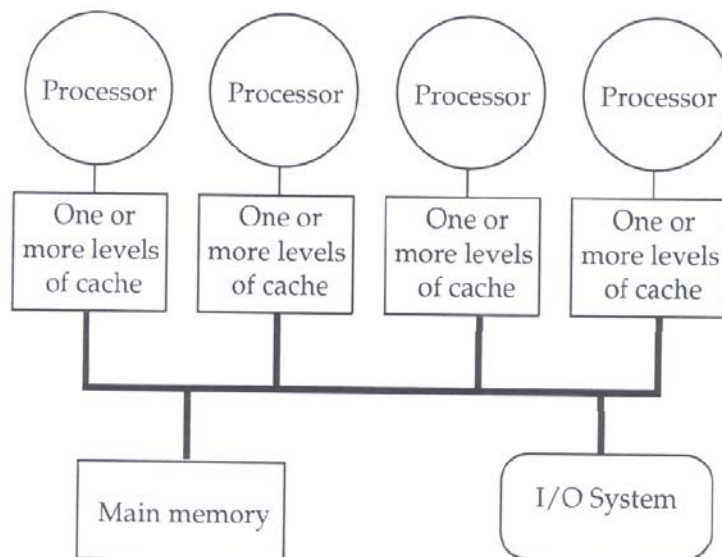 Processor
Processor
Processor
Processor
One or
more levels
of cache
One or
more levels
of cache
One or
more levels
of cache
One or
more levels
of cache
Main memory
I/O System